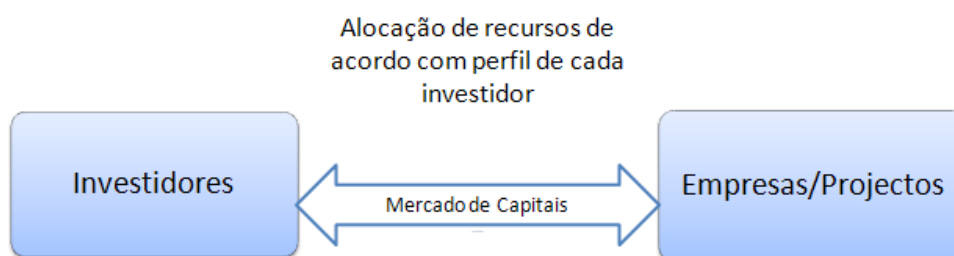 Alocação de recursos de
acordo com perfil de cada
investidor
Investidores
Mercado de Capitais
Empresas/Projectos